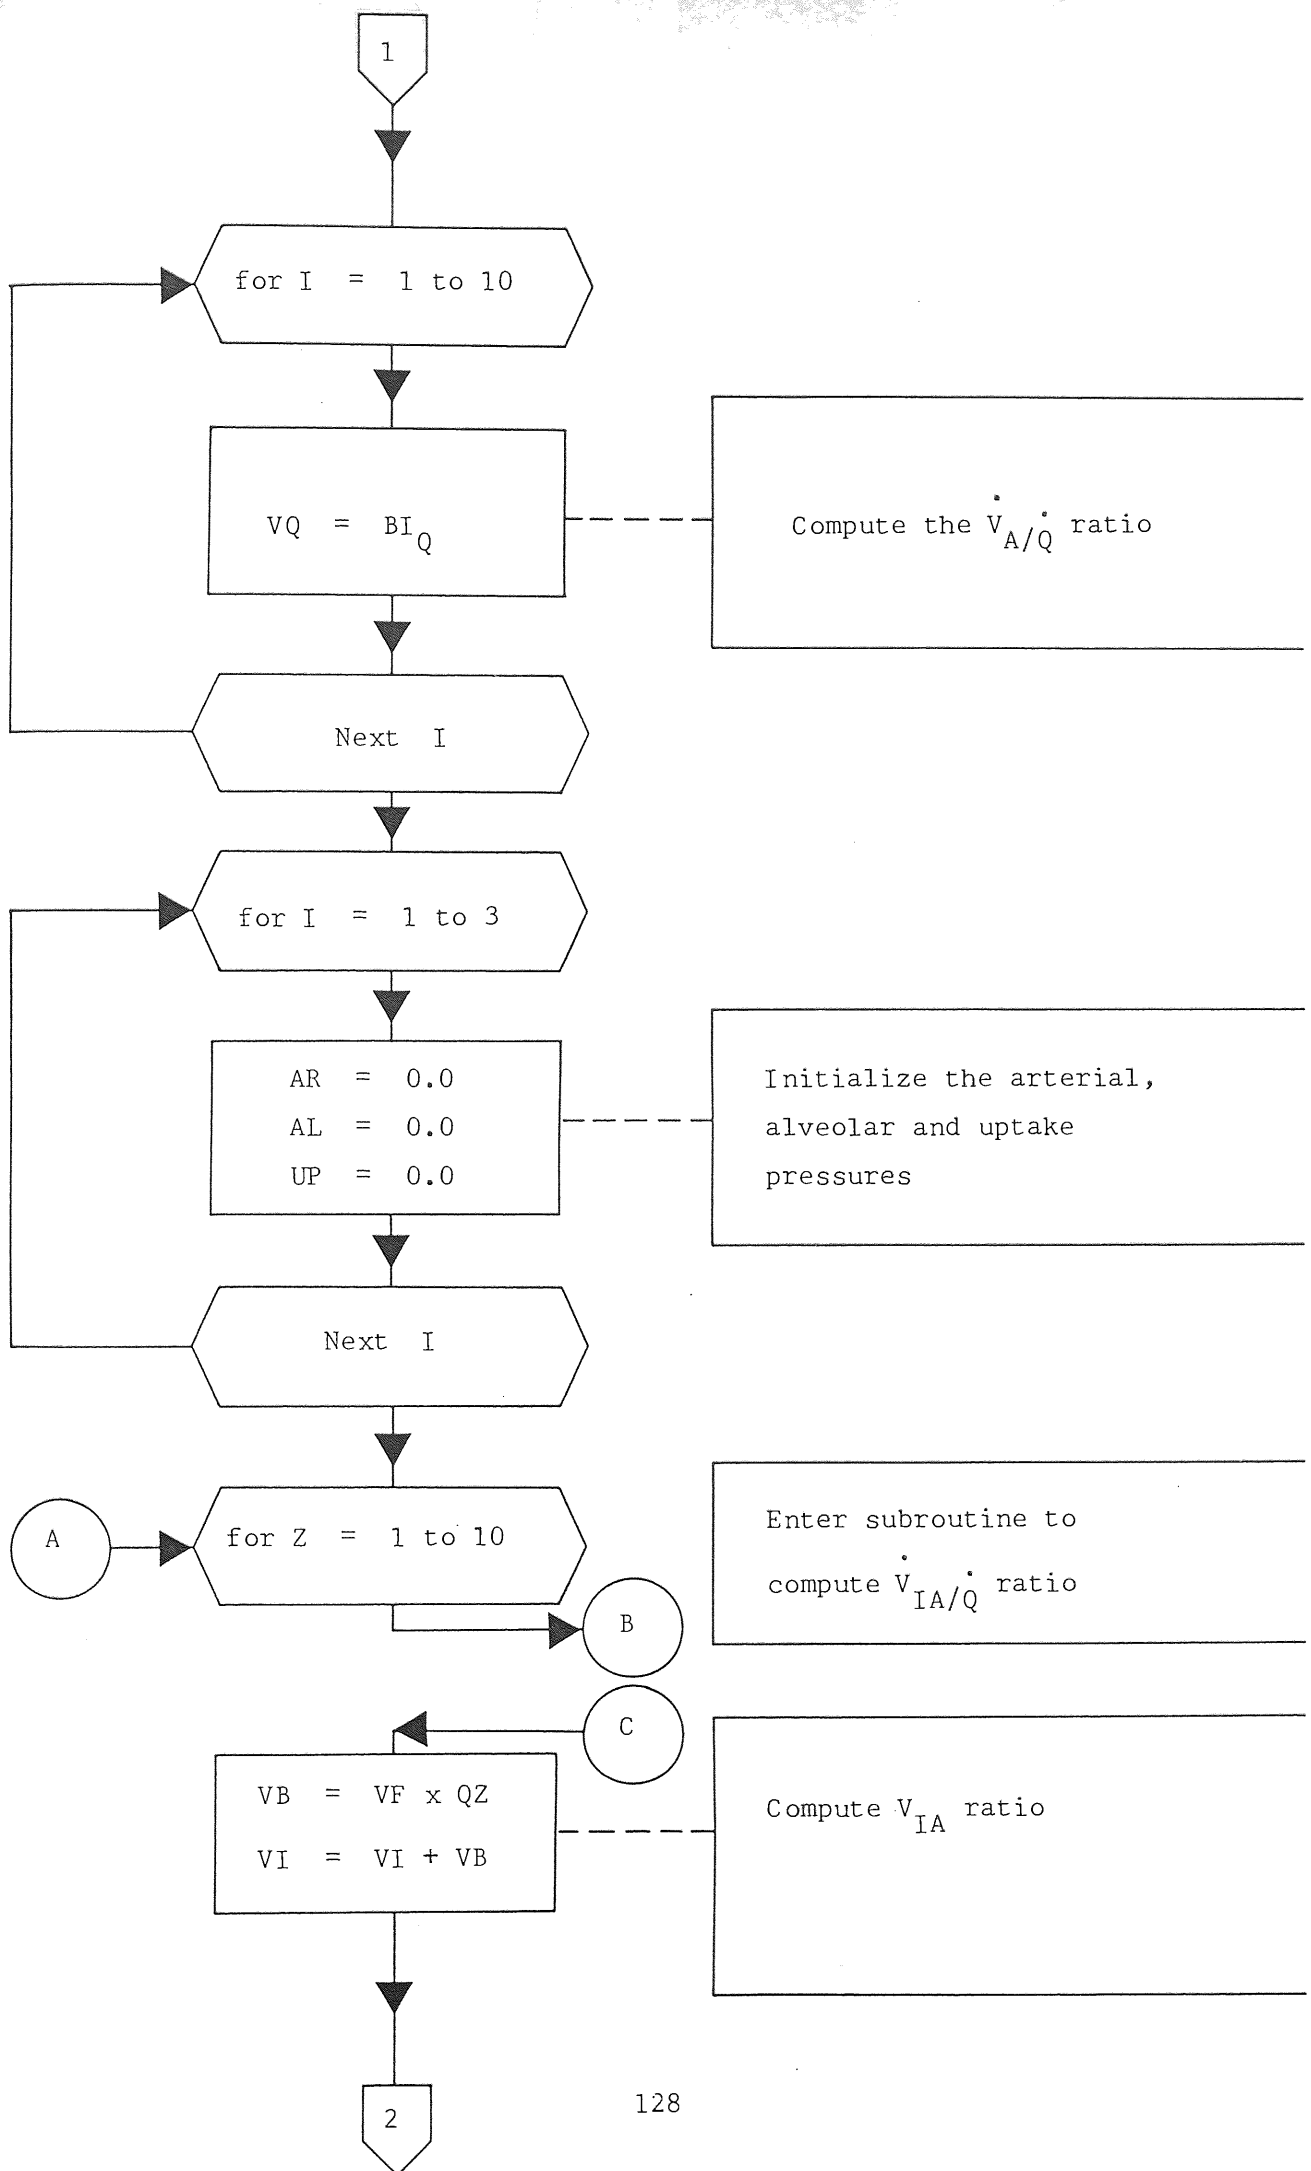 1
for I = 1 to 10
VQ = BI_Q
Compute the V̇_A/Q̇ ratio
Next I
for I = 1 to 3
AR = 0.0
AL = 0.0
UP = 0.0
Initialize the arterial,
alveolar and uptake
pressures
Next I
A
for Z = 1 to 10
Enter subroutine to
compute V̇_IA/Q̇ ratio
B
C
VB = VF x QZ
VI = VI + VB
Compute V_IA ratio
2
128